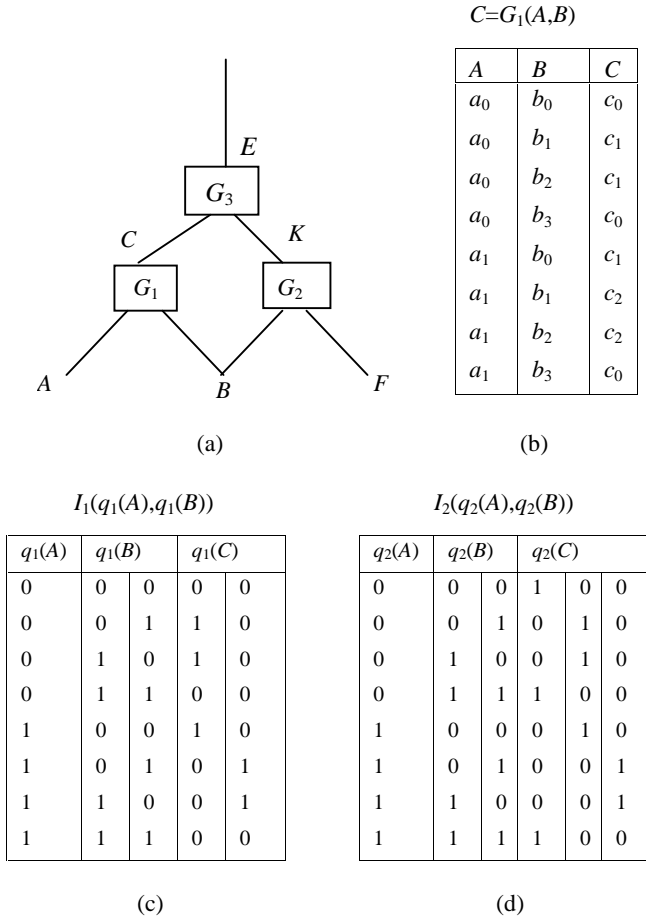 C=G₁(A,B)
E
G₃
C
K
G₁
G₂
A
B
F
(a)
A B C
a₀ b₀ c₀
a₀ b₁ c₁
a₀ b₂ c₁
a₀ b₃ c₀
a₁ b₀ c₁
a₁ b₁ c₂
a₁ b₂ c₂
a₁ b₃ c₀
(b)
I₁(q₁(A),q₁(B))
q₁(A) q₁(B) q₁(C)
0 0 0 0 0
0 0 1 1 0
0 1 0 1 0
0 1 1 0 0
1 0 0 1 0
1 0 1 0 1
1 1 0 0 1
1 1 1 0 0
(c)
I₂(q₂(A),q₂(B))
q₂(A) q₂(B) q₂(C)
0 0 0 1 0 0
0 0 1 0 1 0
0 1 0 0 1 0
0 1 1 1 0 0
1 0 0 0 1 0
1 0 1 0 0 1
1 1 0 0 0 1
1 1 1 1 0 0
(d)